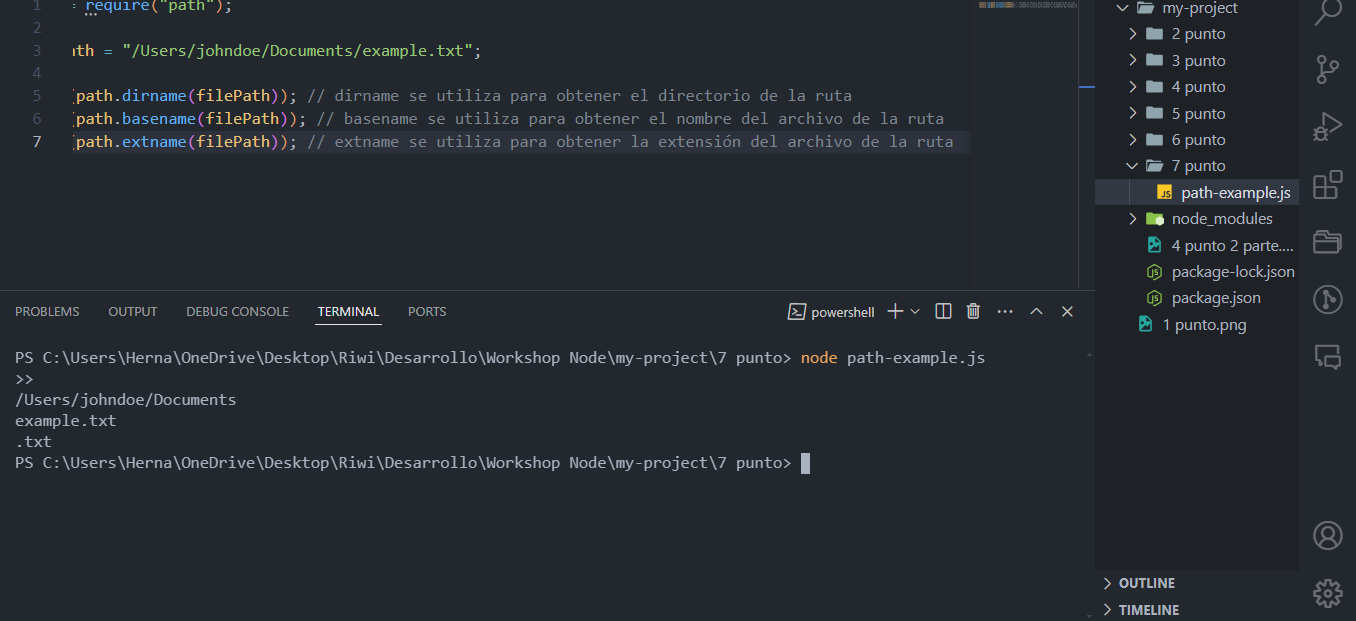 1 = require("path");
2
3 ath = "/Users/johndoe/Documents/example.txt";
4
5 (path.dirname(filePath)); // dirname se utiliza para obtener el directorio de la ruta
6 (path.basename(filePath)); // basename se utiliza para obtener el nombre del archivo de la ruta
7 (path.extname(filePath)); // extname se utiliza para obtener la extensión del archivo de la ruta
my-project
2 punto
3 punto
4 punto
5 punto
6 punto
7 punto
JS path-example.js
node_modules
4 punto 2 parte....
package-lock.json
package.json
1 punto.png
PROBLEMS OUTPUT DEBUG CONSOLE TERMINAL PORTS powershell
PS C:\Users\Herna\OneDrive\Desktop\Riwi\Desarrollo\Workshop Node\my-project\7 punto> node path-example.js
>>
/Users/johndoe/Documents
example.txt
.txt
PS C:\Users\Herna\OneDrive\Desktop\Riwi\Desarrollo\Workshop Node\my-project\7 punto>
OUTLINE
TIMELINE